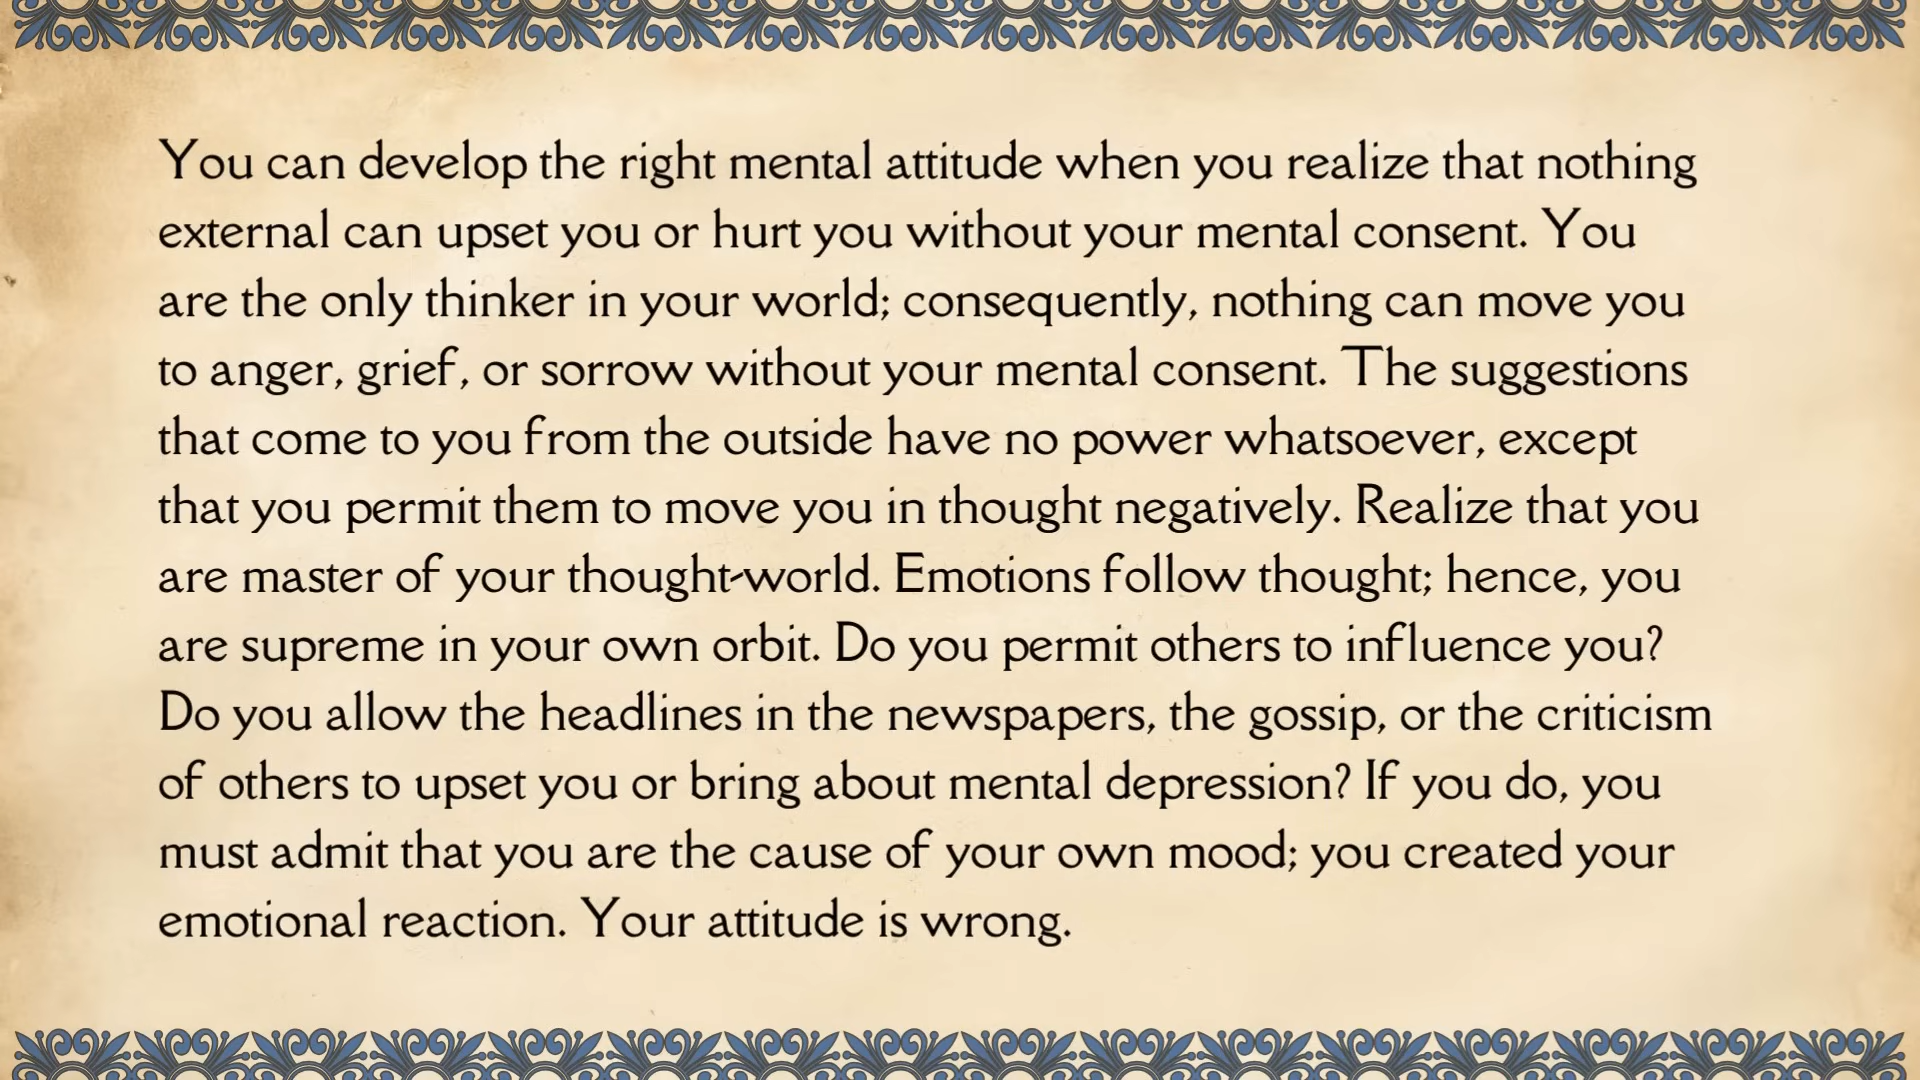 You can develop the right mental attitude when you realize that nothing
external can upset you or hurt you without your mental consent. You
are the only thinker in your world; consequently, nothing can move you
to anger, grief, or sorrow without your mental consent. The suggestions
that come to you from the outside have no power whatsoever, except
that you permit them to move you in thought negatively. Realize that you
are master of your thought-world. Emotions follow thought; hence, you
are supreme in your own orbit. Do you permit others to influence you?
Do you allow the headlines in the newspapers, the gossip, or the criticism
of others to upset you or bring about mental depression? If you do, you
must admit that you are the cause of your own mood; you created your
emotional reaction. Your attitude is wrong.